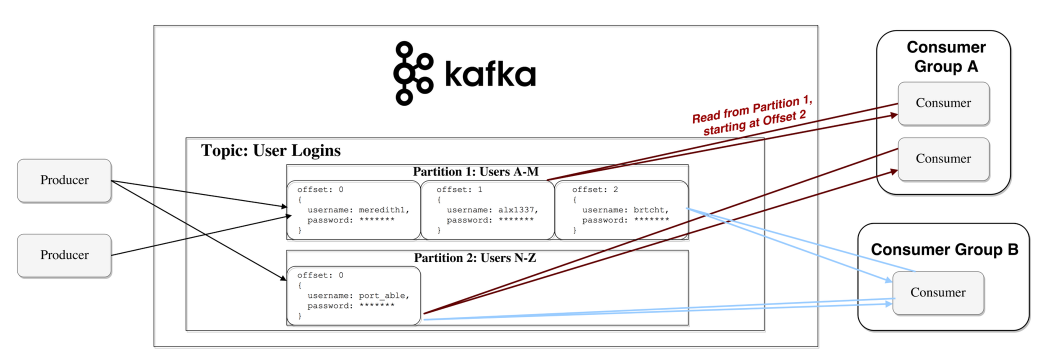 kafka
Consumer
Group A
Consumer
Consumer
Read from Partition 1,
starting at Offset 2
Topic: User Logins
Producer
Producer
Partition 1: Users A-M
offset: 0
{
username: meredith1,
password: *******
}
offset: 1
{
username: alx1337,
password: *******
}
offset: 2
{
username: brtcht,
password: *******
}
Partition 2: Users N-Z
offset: 0
{
username: port_able,
password: *******
}
Consumer Group B
Consumer